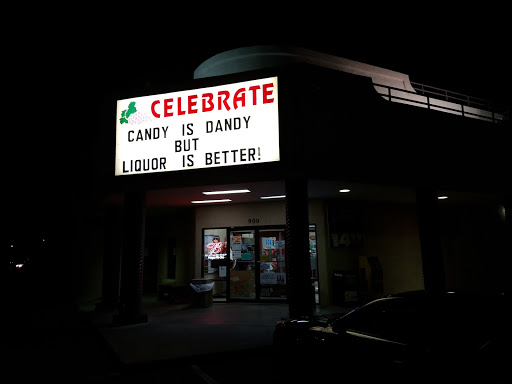 CELEBRATE
CANDY IS DANDY
BUT
LIQUOR IS BETTER!